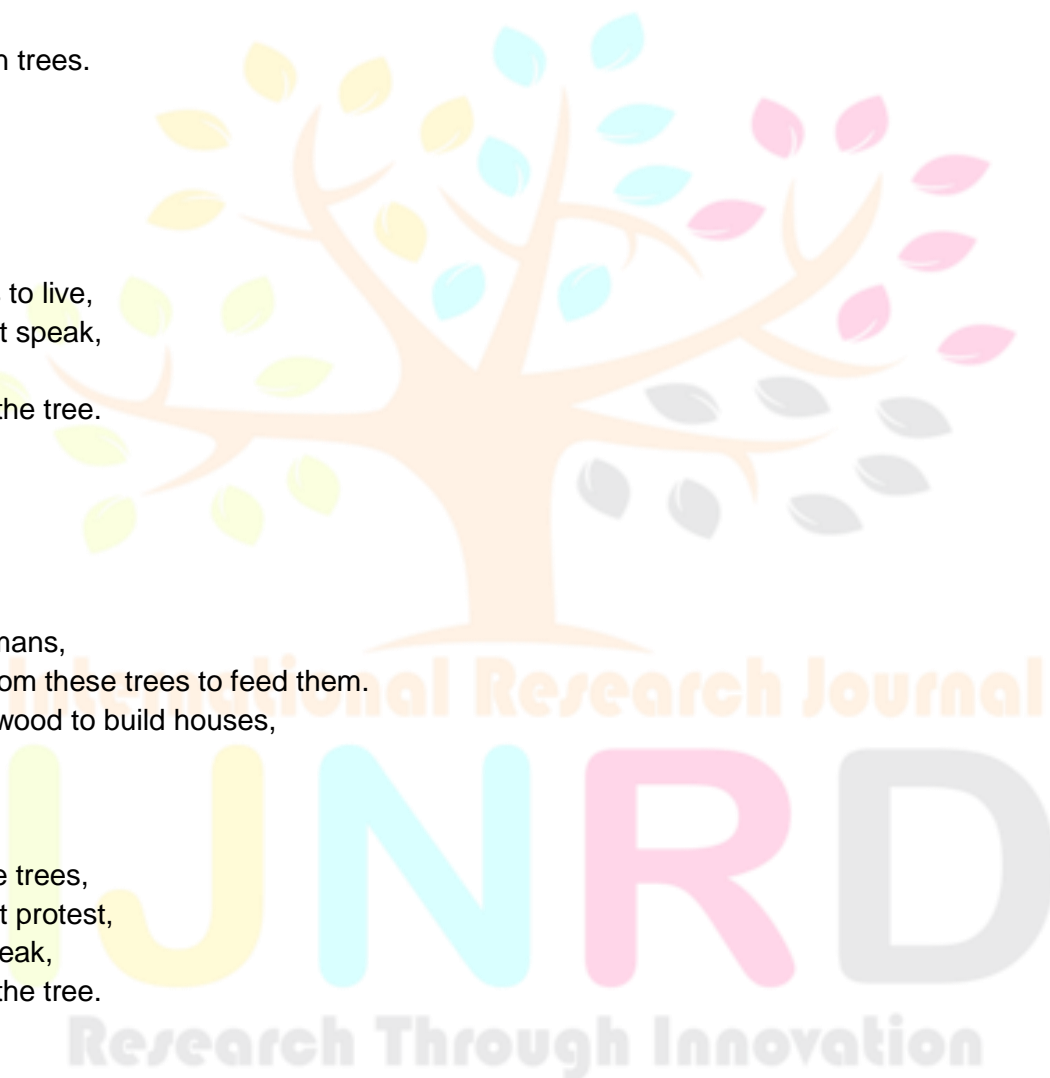 n trees.
to live,
t speak,
the tree.
mans,
om these trees to feed them.
wood to build houses,
International Research Journal
e trees,
t protest,
eak,
the tree.
IJNRD
Research Through Innovation